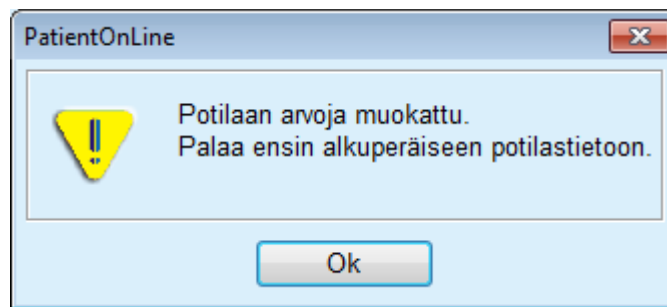 PatientOnLine
Potilaan arvoja muokattu.
Palaa ensin alkuperäiseen potilastietoon.
Ok